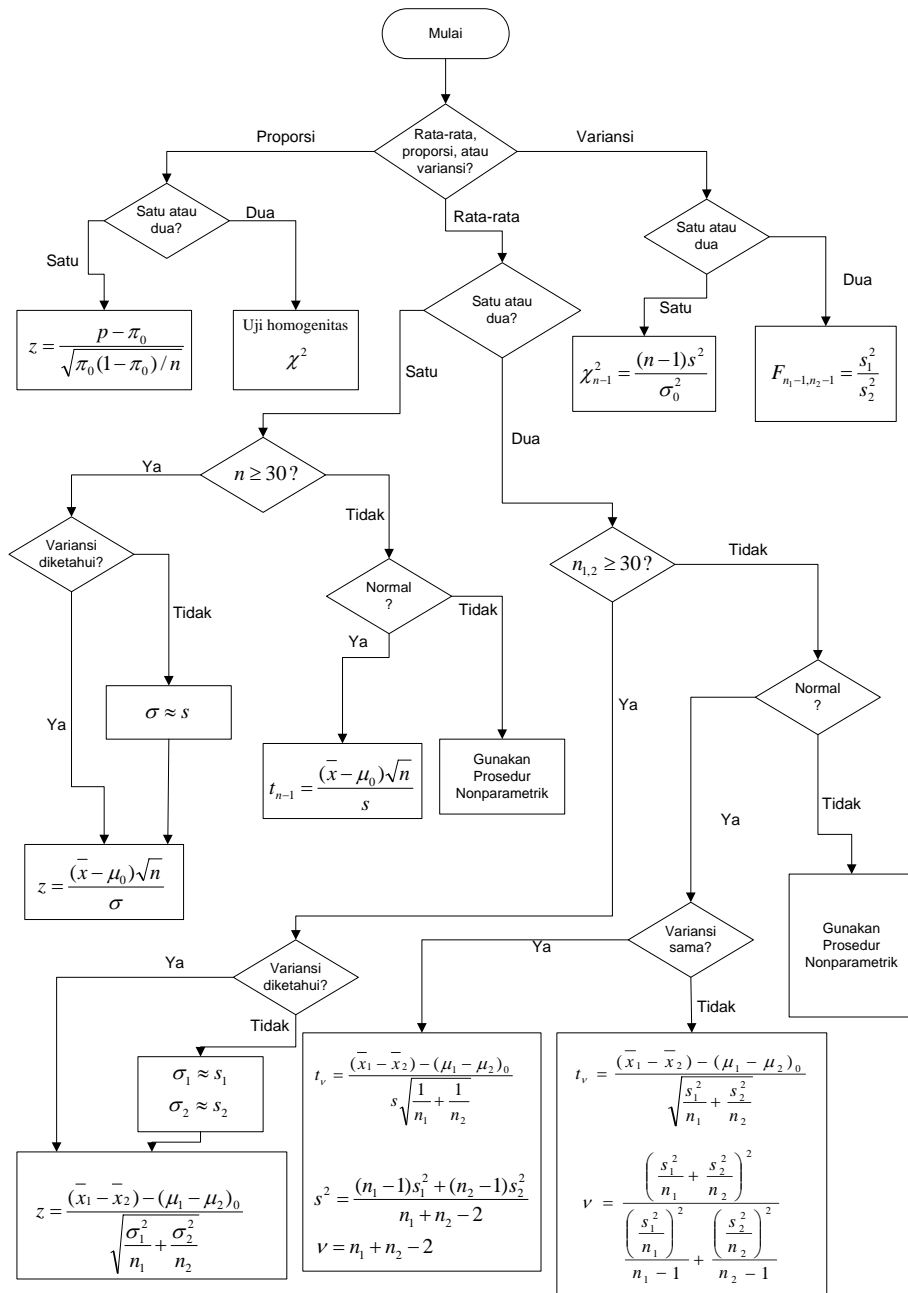 Mulai
Proporsi
Rata-rata,
proporsi, atau
variansi?
Variansi
Rata-rata
Satu atau
dua?
Dua
Satu
z = (p − π₀) / √(π₀(1 − π₀)/n)
Uji homogenitas
χ²
Satu atau
dua?
Satu atau
dua
Satu
Dua
χ²ₙ₋₁ = (n−1)s² / σ₀²
F_{n₁−1,n₂−1} = s₁² / s₂²
Satu
Dua
n ≥ 30?
Ya
Tidak
Variansi
diketahui?
Tidak
Ya
σ ≈ s
z = (x̄ − μ₀)√n / σ
Normal
?
Ya
Tidak
tₙ₋₁ = (x̄ − μ₀)√n / s
Gunakan
Prosedur
Nonparametrik
n₁,₂ ≥ 30?
Tidak
Ya
Normal
?
Ya
Tidak
Gunakan
Prosedur
Nonparametrik
Variansi
diketahui?
Ya
Tidak
σ₁ ≈ s₁
σ₂ ≈ s₂
z = ((x̄₁ − x̄₂) − (μ₁ − μ₂)₀) / √(σ₁²/n₁ + σ₂²/n₂)
Variansi
sama?
Ya
Tidak
t_ν = ((x̄₁ − x̄₂) − (μ₁ − μ₂)₀) / (s√(1/n₁ + 1/n₂))
s² = ((n₁ − 1)s₁² + (n₂ − 1)s₂²) / (n₁ + n₂ − 2)
ν = n₁ + n₂ − 2
t_ν = ((x̄₁ − x̄₂) − (μ₁ − μ₂)₀) / √(s₁²/n₁ + s₂²/n₂)
ν = (s₁²/n₁ + s₂²/n₂)² / ((s₁²/n₁)²/(n₁ − 1) + (s₂²/n₂)²/(n₂ − 1))